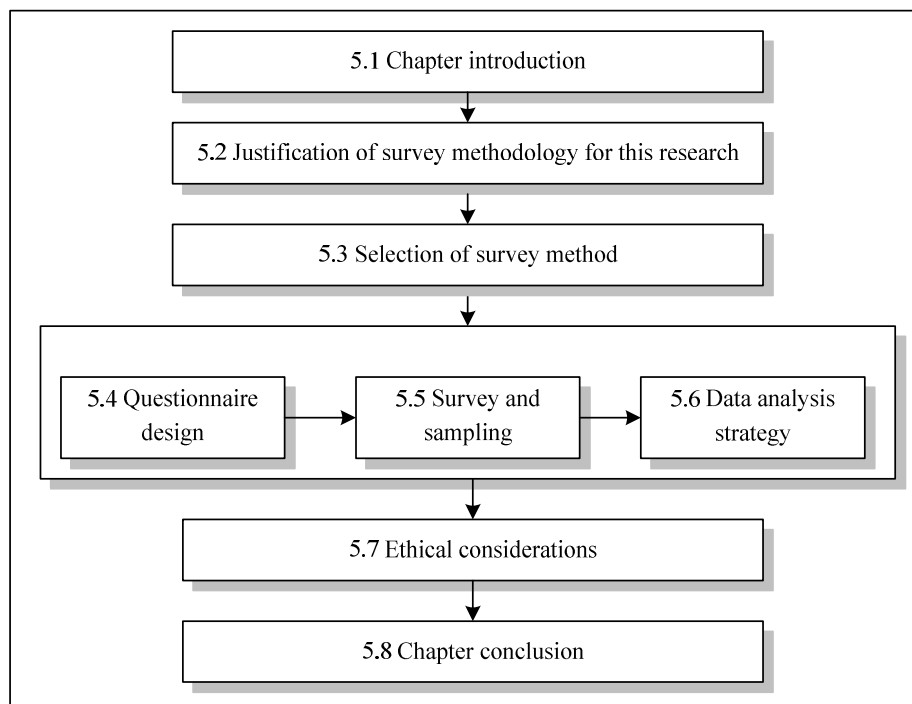 5.1 Chapter introduction
5.2 Justification of survey methodology for this research
5.3 Selection of survey method
5.4 Questionnaire
design
5.5 Survey and
sampling
5.6 Data analysis
strategy
5.7 Ethical considerations
5.8 Chapter conclusion